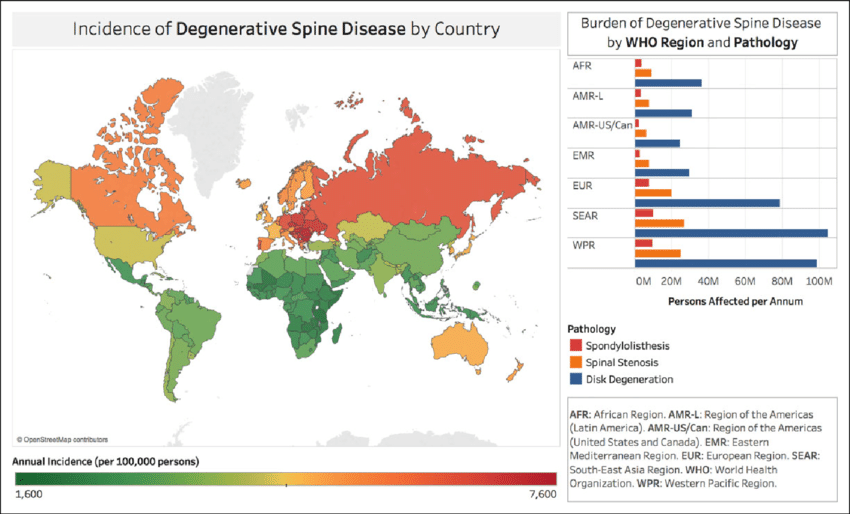 Incidence of Degenerative Spine Disease by Country
© OpenStreetMap contributors
Annual Incidence (per 100,000 persons)
1,600
7,600
Burden of Degenerative Spine Disease
by WHO Region and Pathology
AFR
AMR-L
AMR-US/Can
EMR
EUR
SEAR
WPR
0M 20M 40M 60M 80M 100M
Persons Affected per Annum
Pathology
Spondylolisthesis
Spinal Stenosis
Disk Degeneration
AFR: African Region. AMR-L: Region of the Americas
(Latin America). AMR-US/Can: Region of the Americas
(United States and Canada). EMR: Eastern
Mediterranean Region. EUR: European Region. SEAR:
South-East Asia Region. WHO: World Health
Organization. WPR: Western Pacific Region.